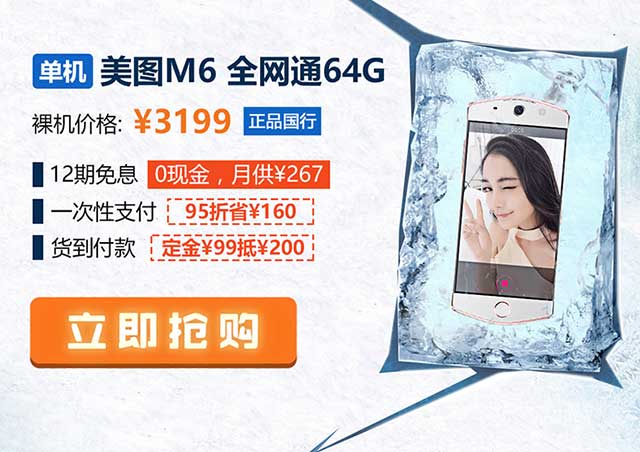 单机 美图M6 全网通64G
裸机价格: ¥3199 正品国行
12期免息 0现金，月供¥267
一次性支付 95折省¥160
货到付款 定金¥99抵¥200
立即抢购